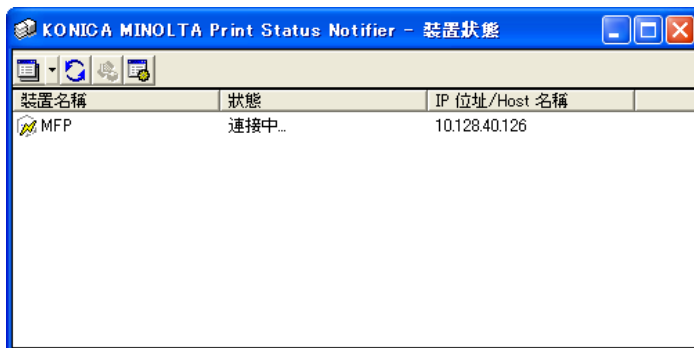 KONICA MINOLTA Print Status Notifier - 裝置狀態
裝置名稱 狀態 IP 位址/Host 名稱
MFP 連接中... 10.128.40.126